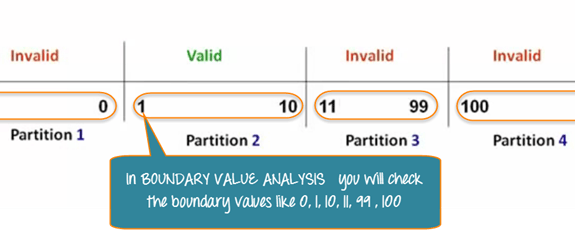 Invalid Valid Invalid Invalid
0 1 10 11 99 100
Partition 1 Partition 2 Partition 3 Partition 4
In BOUNDARY VALUE ANALYSIS you will check
the boundary values like 0, 1, 10, 11, 99 , 100